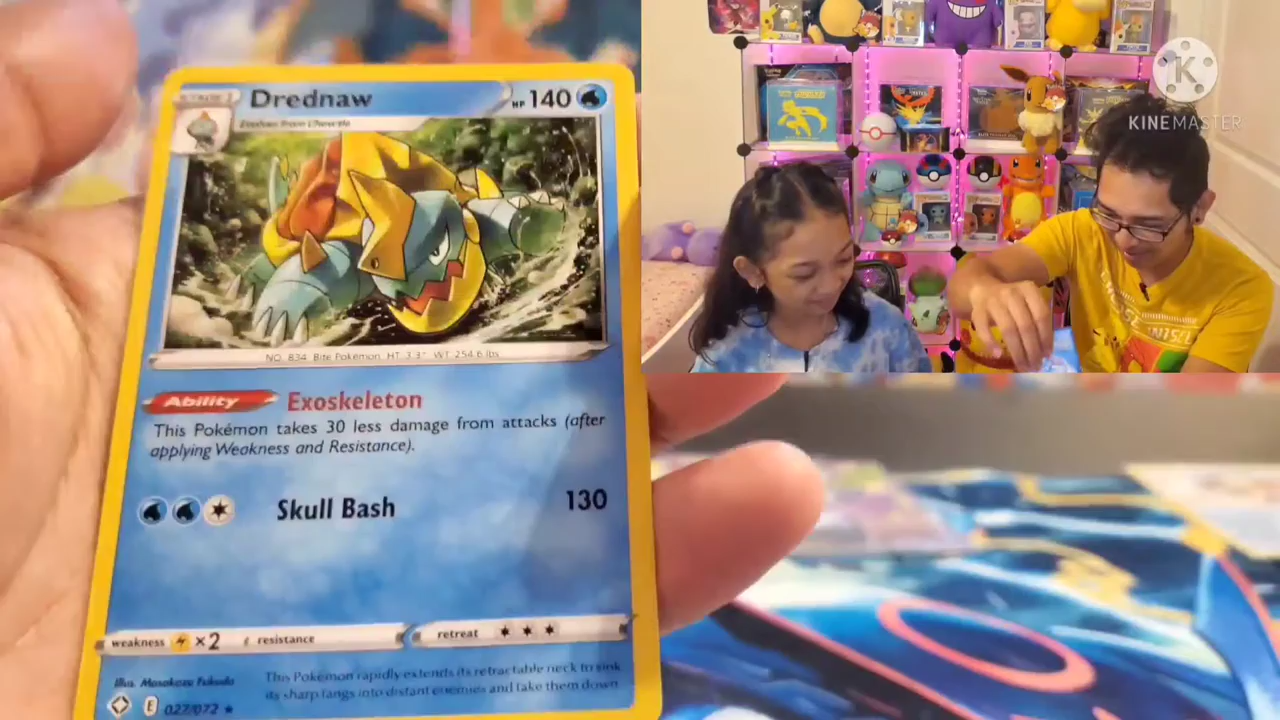 STAGE 1
Drednaw
HP 140
Evolves from Chewtle
NO. 834 Bite Pokémon HT: 3'3" WT: 254.6 lbs
Ability Exoskeleton
This Pokémon takes 30 less damage from attacks (after
applying Weakness and Resistance).
Skull Bash 130
weakness ×2 resistance retreat
This Pokémon rapidly extends its retractable neck to sink
its sharp fangs into distant enemies and take them down.
Illus. Masakazu Fukuda
E 027/072 ★
K
KINEMASTER